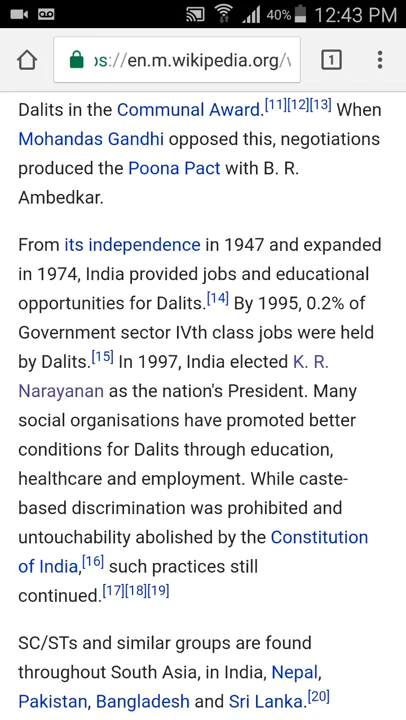 40% 12:43 PM
s://en.m.wikipedia.org/
1
Dalits in the Communal Award.[11][12][13] When
Mohandas Gandhi opposed this, negotiations
produced the Poona Pact with B. R.
Ambedkar.
From its independence in 1947 and expanded
in 1974, India provided jobs and educational
opportunities for Dalits.[14] By 1995, 0.2% of
Government sector IVth class jobs were held
by Dalits.[15] In 1997, India elected K. R.
Narayanan as the nation's President. Many
social organisations have promoted better
conditions for Dalits through education,
healthcare and employment. While caste-
based discrimination was prohibited and
untouchability abolished by the Constitution
of India,[16] such practices still
continued.[17][18][19]
SC/STs and similar groups are found
throughout South Asia, in India, Nepal,
Pakistan, Bangladesh and Sri Lanka.[20]